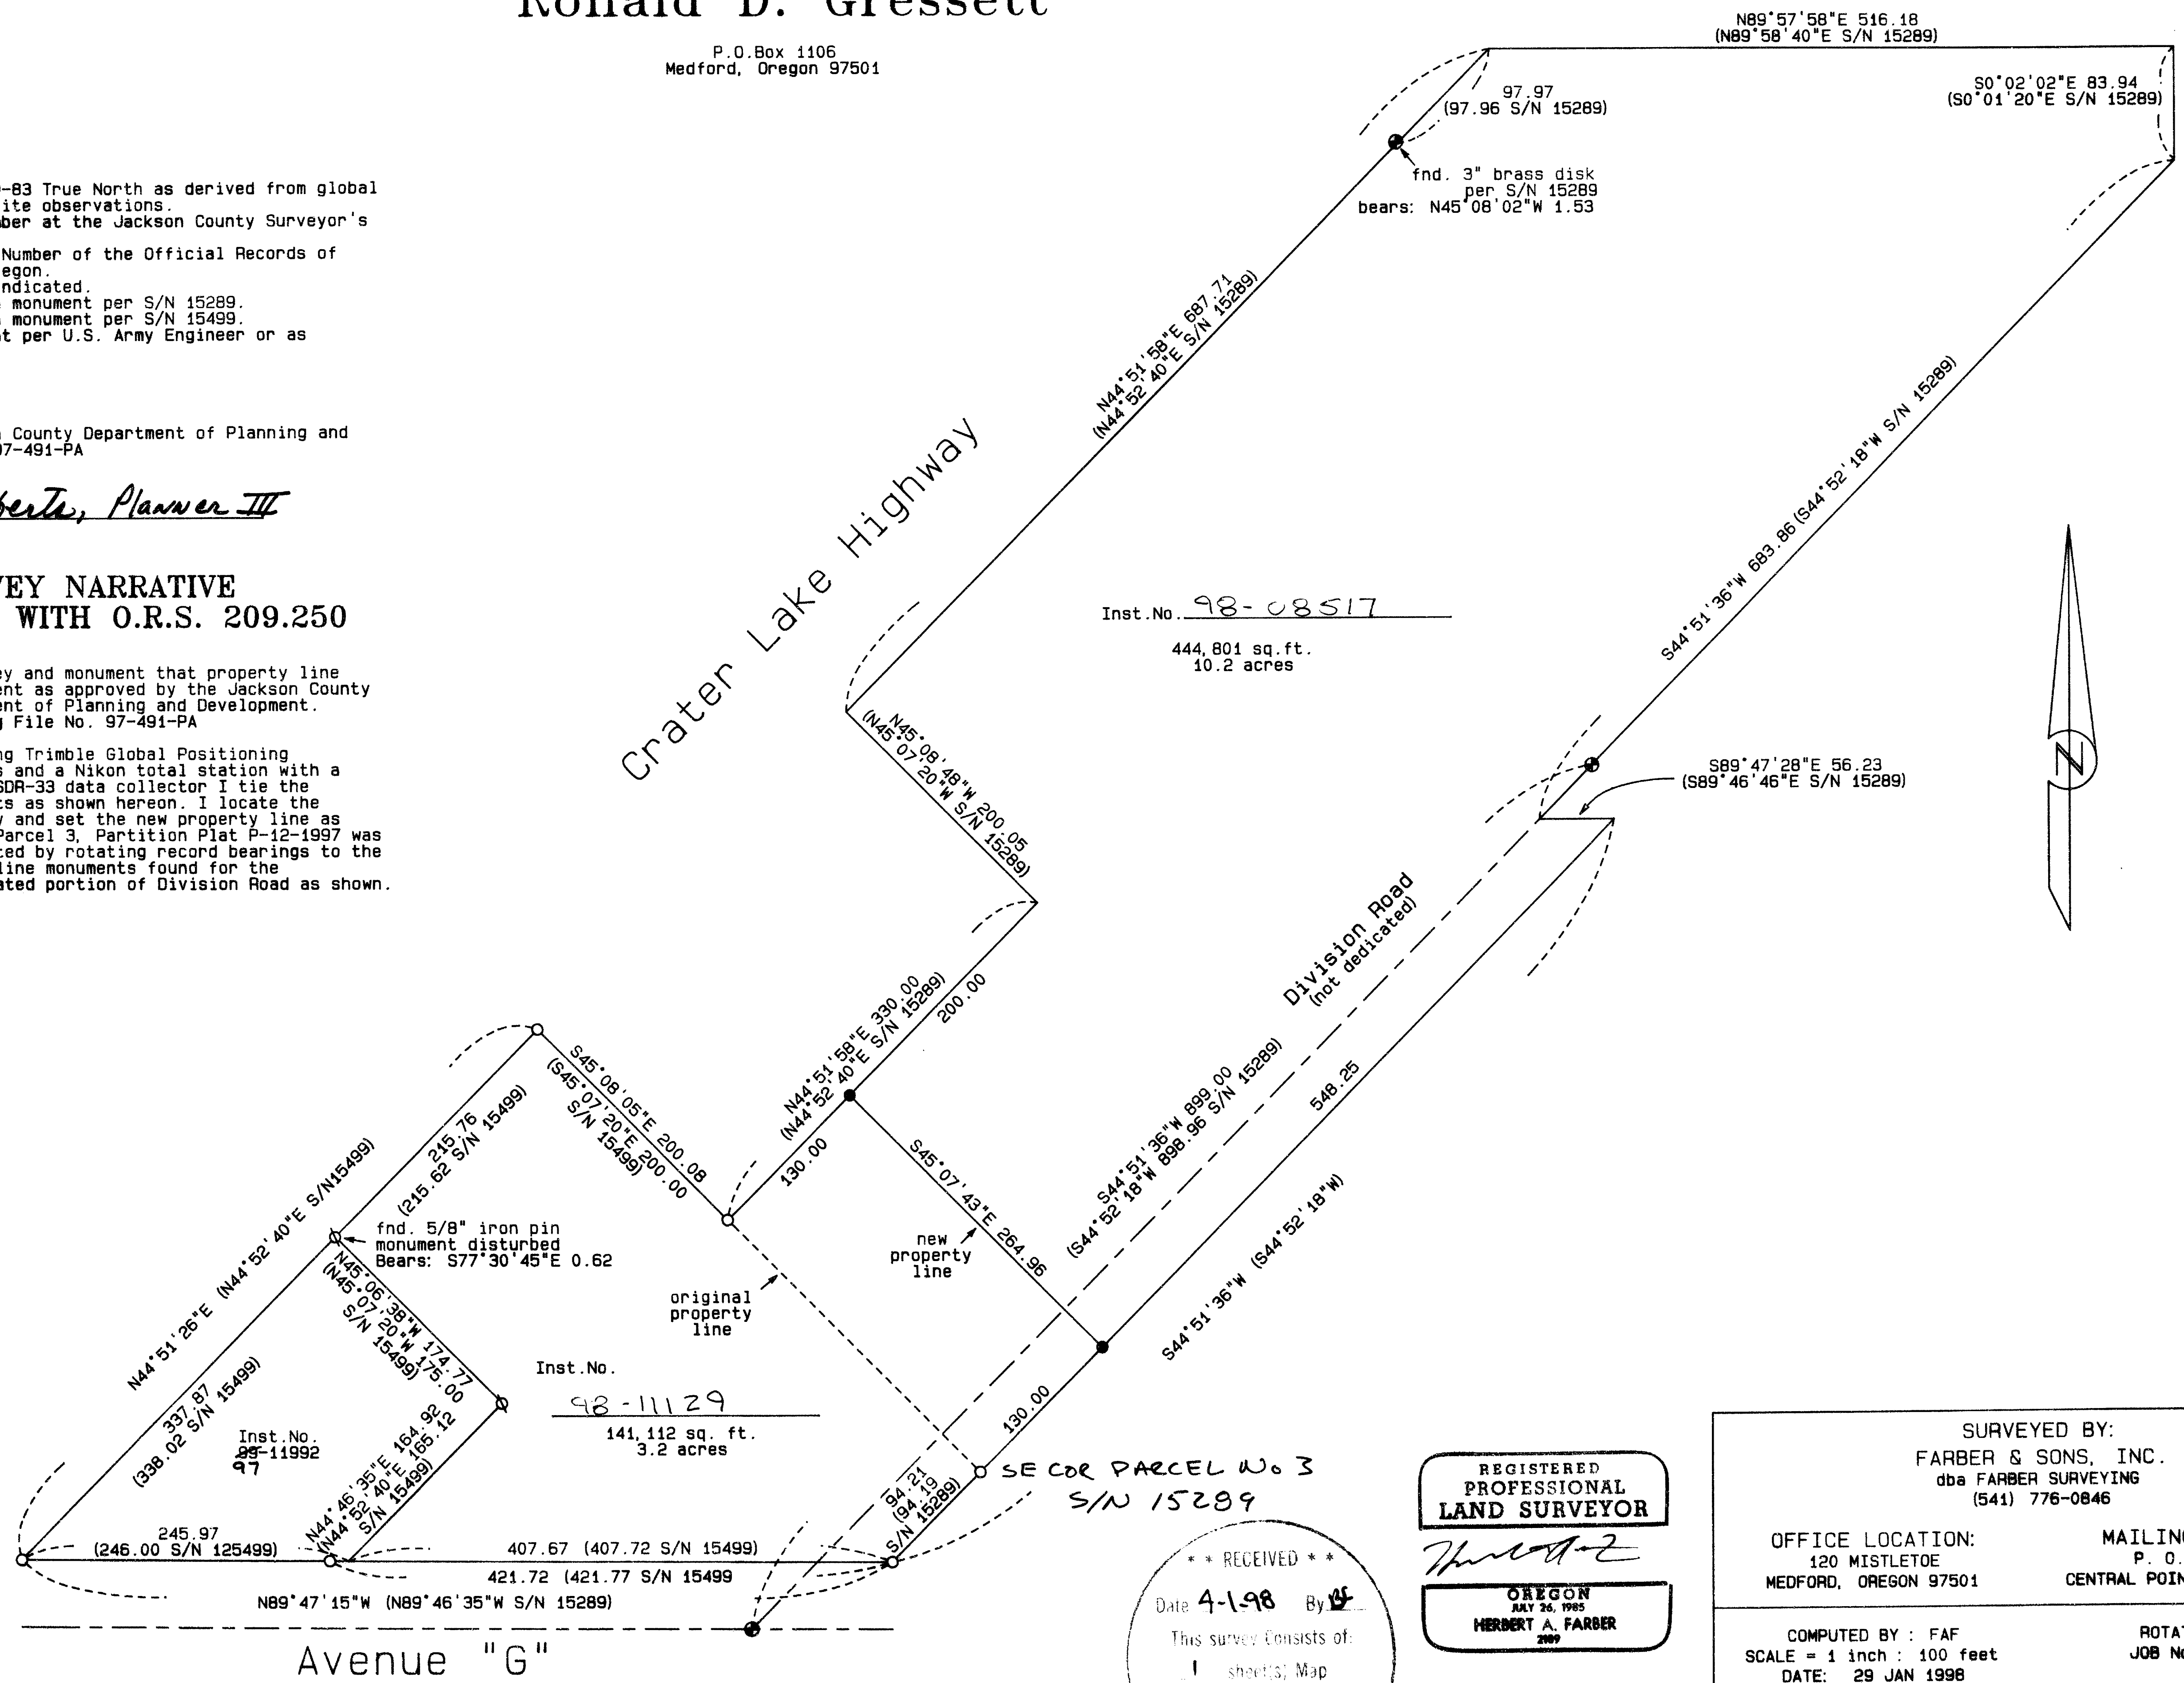 Ronald D. Gressett
P.O.Box 1106
Medford, Oregon 97501
-83 True North as derived from global
ite observations.
ber at the Jackson County Surveyor's
Number of the Official Records of
egon.
ndicated.
monument per S/N 15289.
monument per S/N 15499.
t per U.S. Army Engineer or as
County Department of Planning and
97-491-PA
berts, Planner III
VEY NARRATIVE
WITH O.R.S. 209.250
ey and monument that property line
ent as approved by the Jackson County
ent of Planning and Development.
g File No. 97-491-PA
ng Trimble Global Positioning
s and a Nikon total station with a
SDR-33 data collector I tie the
ts as shown hereon. I locate the
y and set the new property line as
Parcel 3, Partition Plat P-12-1997 was
ted by rotating record bearings to the
line monuments found for the
ated portion of Division Road as shown.
N89°57'58"E 516.18
(N89°58'40"E S/N 15289)
S0°02'02"E 83.94
(S0°01'20"E S/N 15289)
97.97
(97.96 S/N 15289)
fnd. 3" brass disk
per S/N 15289
bears: N45°08'02"W 1.53
N44°51'58"E 687.71
(N44°52'40"E S/N 15289)
Crater Lake Highway
Inst.No. 98-08517
444,801 sq.ft.
10.2 acres
S44°51'36"W 683.86 (S44°52'18"W S/N 15289)
N
N45°08'48"W 200.05
(N45°07'20"W S/N 15289)
S89°47'28"E 56.23
(S89°46'46"E S/N 15289)
Division Road
(not dedicated)
N44°51'58"E 330.00
(N44°52'40"E S/N 15289)
200.00
130.00
S45°08'05"E 200.08
(S45°07'20"E 200.00
S/N 15499)
215.76
(215.62 S/N 15499)
N44°51'26"E (N44°52'40"E S/N15499)
fnd. 5/8" iron pin
monument disturbed
Bears: S77°30'45"E 0.62
N45°06'38"W 174.77
(N45°07'20"W 175.00
S/N 15499)
S45°07'43"E 264.96
new
property
line
original
property
line
S44°51'36"W 899.00
(S44°52'18"W 898.96 S/N 15289)
548.25
S44°51'36"W (S44°52'18"W)
130.00
337.87
(338.02 S/N 15499)
Inst.No.
-11992
97
Inst.No.
98-11129
141,112 sq. ft.
3.2 acres
N44°46'35"E 164.92
(N44°52'40"E 165.12
S/N 15499)
94.21
(94.19
S/N 15289)
SE COR PARCEL No 3
S/N 15289
245.97
(246.00 S/N 125499)
407.67 (407.72 S/N 15499)
421.72 (421.77 S/N 15499
N89°47'15"W (N89°46'35"W S/N 15289)
Avenue "G"
* * RECEIVED * *
Date 4-1-98 By
This survey Consists of:
1 sheet(s) Map
REGISTERED
PROFESSIONAL
LAND SURVEYOR
OREGON
JULY 26, 1985
HERBERT A. FARBER
2189
SURVEYED BY:
FARBER & SONS, INC.
dba FARBER SURVEYING
(541) 776-0846
OFFICE LOCATION:
120 MISTLETOE
MEDFORD, OREGON 97501
MAILIN
P. O.
CENTRAL POIN
COMPUTED BY : FAF
SCALE = 1 inch : 100 feet
DATE: 29 JAN 1998
ROTA
JOB N